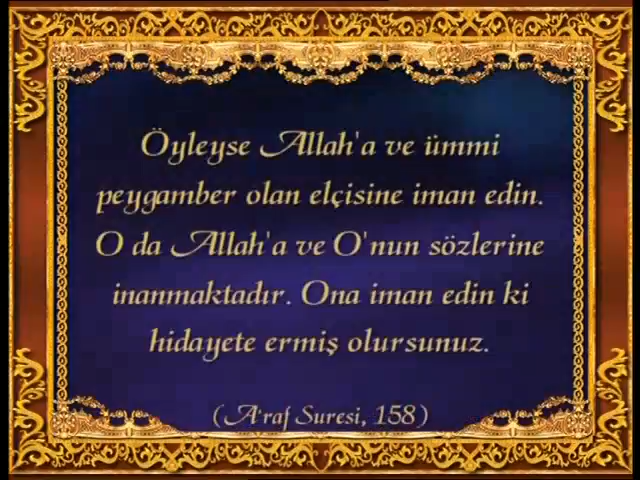 Öyleyse Allah'a ve ümmi
peygamber olan elçisine iman edin.
O da Allah'a ve O'nun sözlerine
inanmaktadır. Ona iman edin ki
hidayete ermiş olursunuz.
(A'raf Suresi, 158)